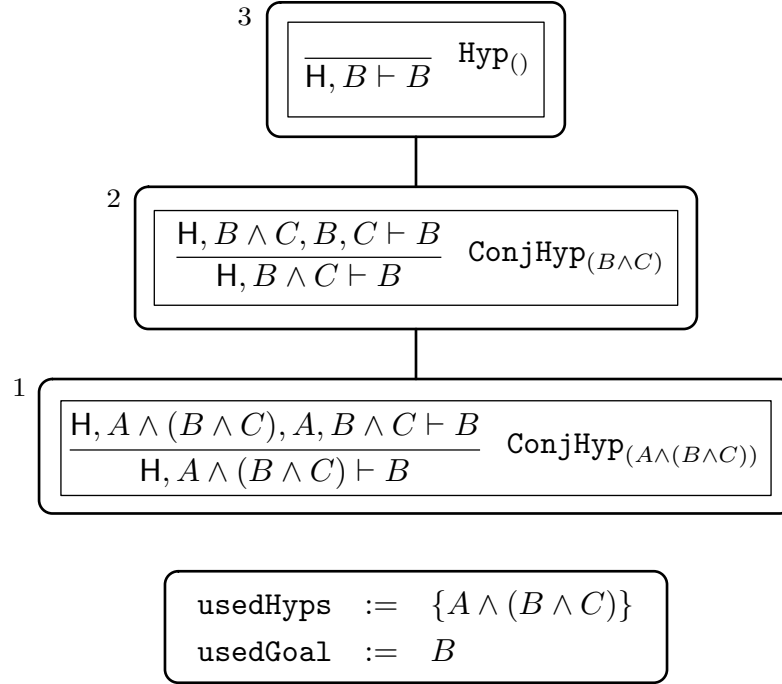 3
H, B ⊢ B Hyp()
2
H, B ∧ C, B, C ⊢ B
H, B ∧ C ⊢ B ConjHyp(B∧C)
1
H, A ∧ (B ∧ C), A, B ∧ C ⊢ B
H, A ∧ (B ∧ C) ⊢ B ConjHyp(A∧(B∧C))
usedHyps := {A ∧ (B ∧ C)}
usedGoal := B